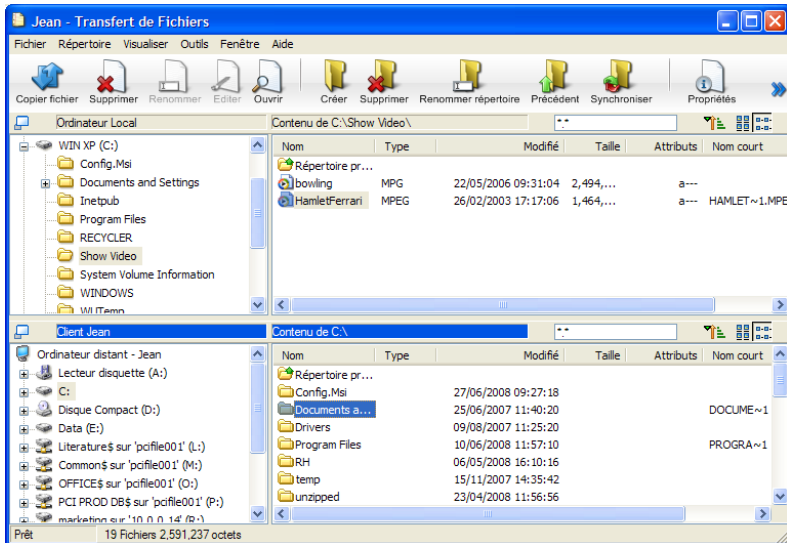 Jean - Transfert de Fichiers
Fichier Répertoire Visualiser Outils Fenêtre Aide
Copier fichier Supprimer Renommer Editer Ouvrir Créer Supprimer Renommer répertoire Précédent Synchroniser Propriétés
Ordinateur Local Contenu de C:\Show Video\ *.*
WIN XP (C:)
Config.Msi
Documents and Settings
Inetpub
Program Files
RECYCLER
Show Video
System Volume Information
WINDOWS
WUTemp
Nom Type Modifié Taille Attributs Nom court
Répertoire pr...
bowling MPG 22/05/2006 09:31:04 2,494,... a---
HamletFerrari MPEG 26/02/2003 17:17:06 1,464,... a--- HAMLET~1.MPE
Client Jean Contenu de C:\ *.*
Ordinateur distant - Jean
Lecteur disquette (A:)
C:
Disque Compact (D:)
Data (E:)
Literature$ sur 'pcifile001' (L:)
Common$ sur 'pcifile001' (M:)
OFFICE$ sur 'pcifile001' (O:)
PCI PROD DB$ sur 'pcifile001' (P:)
marketing sur '10.0.0.14' (R:)
Nom Type Modifié Taille Attributs Nom court
Répertoire pr...
Config.Msi 27/06/2008 09:27:18
Documents a... 25/06/2007 11:40:20 DOCUME~1
Drivers 09/08/2007 11:25:20
Program Files 10/06/2008 11:57:10 PROGRA~1
RH 06/05/2008 16:10:16
temp 15/11/2007 14:35:42
unzipped 23/04/2008 11:56:56
Prêt 19 Fichiers 2,591,237 octets